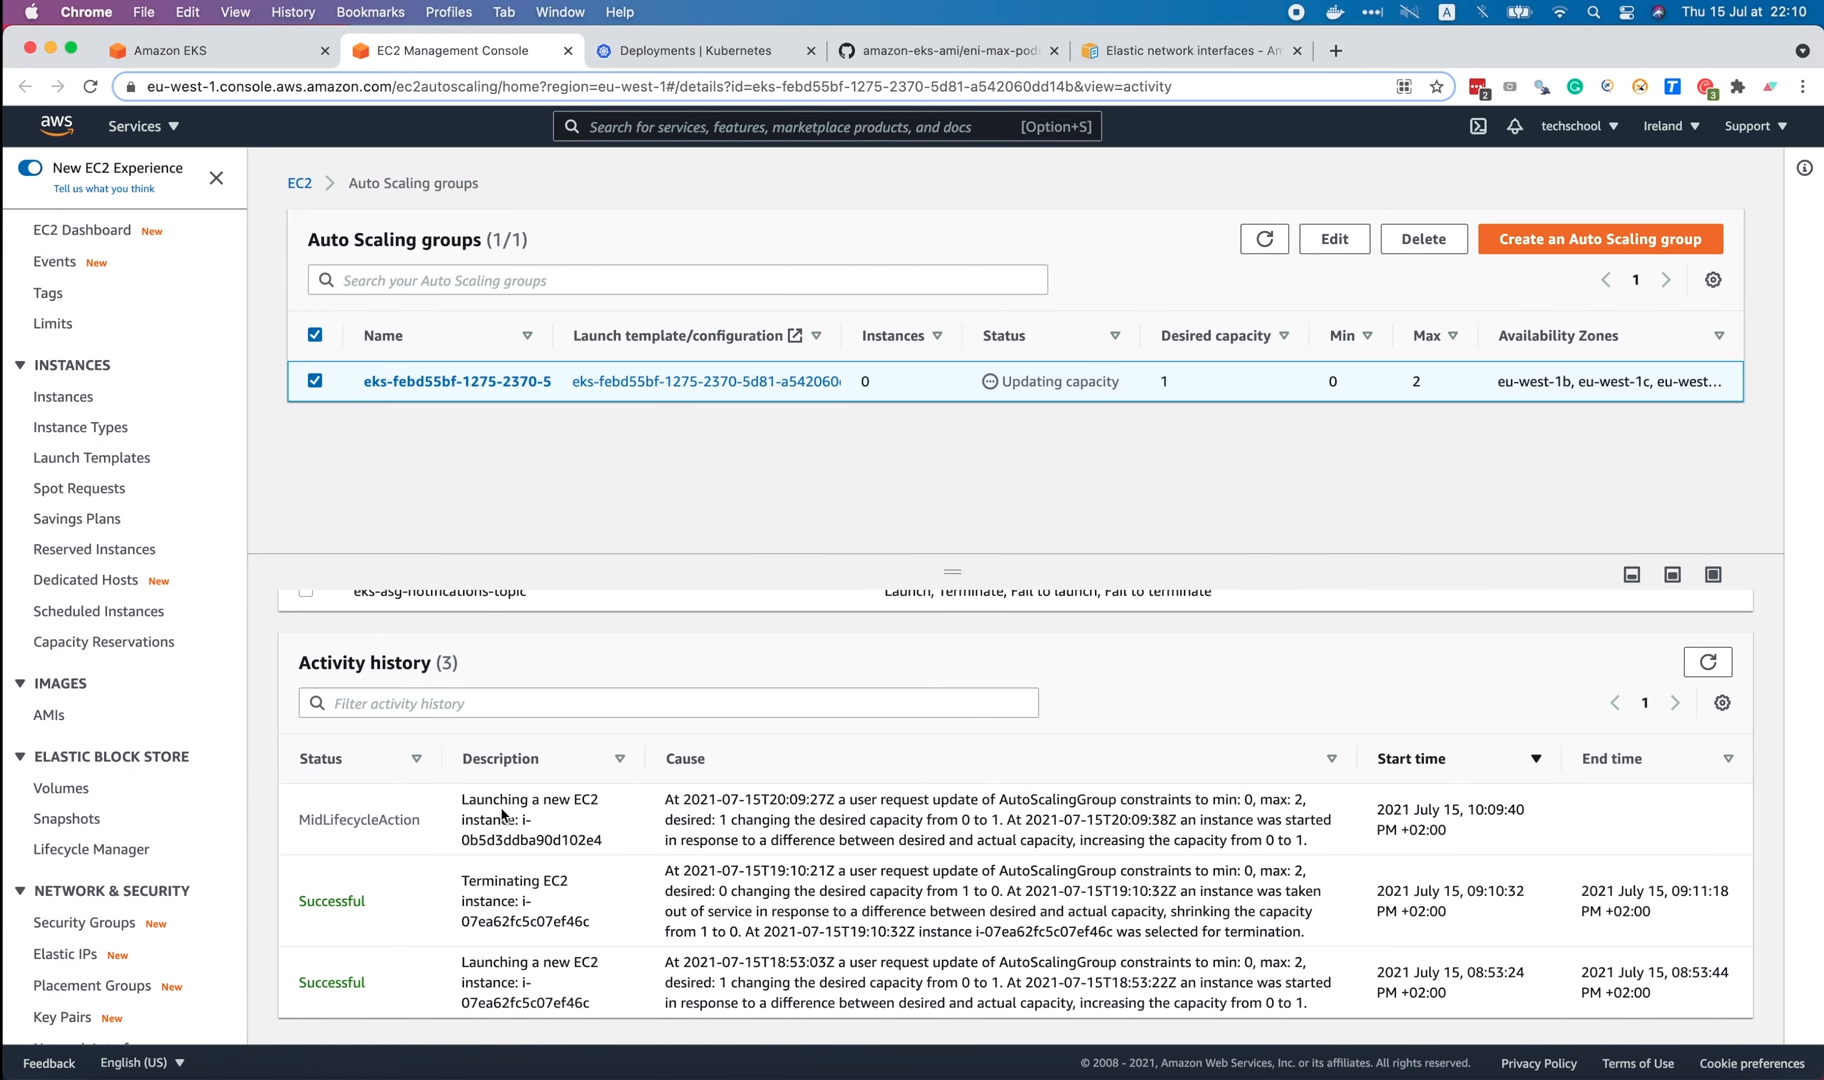 Chrome File Edit View History Bookmarks Profiles Tab Window Help A Thu 15 Jul at 22:10
Amazon EKS
EC2 Management Console
Deployments | Kubernetes
amazon-eks-ami/eni-max-pod
Elastic network interfaces - Am
eu-west-1.console.aws.amazon.com/ec2autoscaling/home?region=eu-west-1#/details?id=eks-febd55bf-1275-2370-5d81-a542060dd14b&view=activity
2
T
3
aws Services Search for services, features, marketplace products, and docs [Option+S] techschool Ireland Support
New EC2 Experience
Tell us what you think
EC2 Dashboard New
Events New
Tags
Limits
INSTANCES
Instances
Instance Types
Launch Templates
Spot Requests
Savings Plans
Reserved Instances
Dedicated Hosts New
Scheduled Instances
Capacity Reservations
IMAGES
AMIs
ELASTIC BLOCK STORE
Volumes
Snapshots
Lifecycle Manager
NETWORK & SECURITY
Security Groups New
Elastic IPs New
Placement Groups New
Key Pairs New
EC2 > Auto Scaling groups
Auto Scaling groups (1/1)
Edit Delete Create an Auto Scaling group
Search your Auto Scaling groups
1
Name Launch template/configuration Instances Status Desired capacity Min Max Availability Zones
eks-febd55bf-1275-2370-5 eks-febd55bf-1275-2370-5d81-a542060 0 Updating capacity 1 0 2 eu-west-1b, eu-west-1c, eu-west...
eks-asg-notifications-topic Launch, Terminate, Fail to launch, Fail to terminate
Activity history (3)
Filter activity history
1
Status Description Cause Start time End time
MidLifecycleAction
Launching a new EC2
instance: i-
0b5d3ddba90d102e4
At 2021-07-15T20:09:27Z a user request update of AutoScalingGroup constraints to min: 0, max: 2,
desired: 1 changing the desired capacity from 0 to 1. At 2021-07-15T20:09:38Z an instance was started
in response to a difference between desired and actual capacity, increasing the capacity from 0 to 1.
2021 July 15, 10:09:40
PM +02:00
Successful
Terminating EC2
instance: i-
07ea62fc5c07ef46c
At 2021-07-15T19:10:21Z a user request update of AutoScalingGroup constraints to min: 0, max: 2,
desired: 0 changing the desired capacity from 1 to 0. At 2021-07-15T19:10:32Z an instance was taken
out of service in response to a difference between desired and actual capacity, shrinking the capacity
from 1 to 0. At 2021-07-15T19:10:32Z instance i-07ea62fc5c07ef46c was selected for termination.
2021 July 15, 09:10:32
PM +02:00
2021 July 15, 09:11:18
PM +02:00
Successful
Launching a new EC2
instance: i-
07ea62fc5c07ef46c
At 2021-07-15T18:53:03Z a user request update of AutoScalingGroup constraints to min: 0, max: 2,
desired: 1 changing the desired capacity from 0 to 1. At 2021-07-15T18:53:22Z an instance was started
in response to a difference between desired and actual capacity, increasing the capacity from 0 to 1.
2021 July 15, 08:53:24
PM +02:00
2021 July 15, 08:53:44
PM +02:00
Feedback English (US) © 2008 - 2021, Amazon Web Services, Inc. or its affiliates. All rights reserved. Privacy Policy Terms of Use Cookie preferences